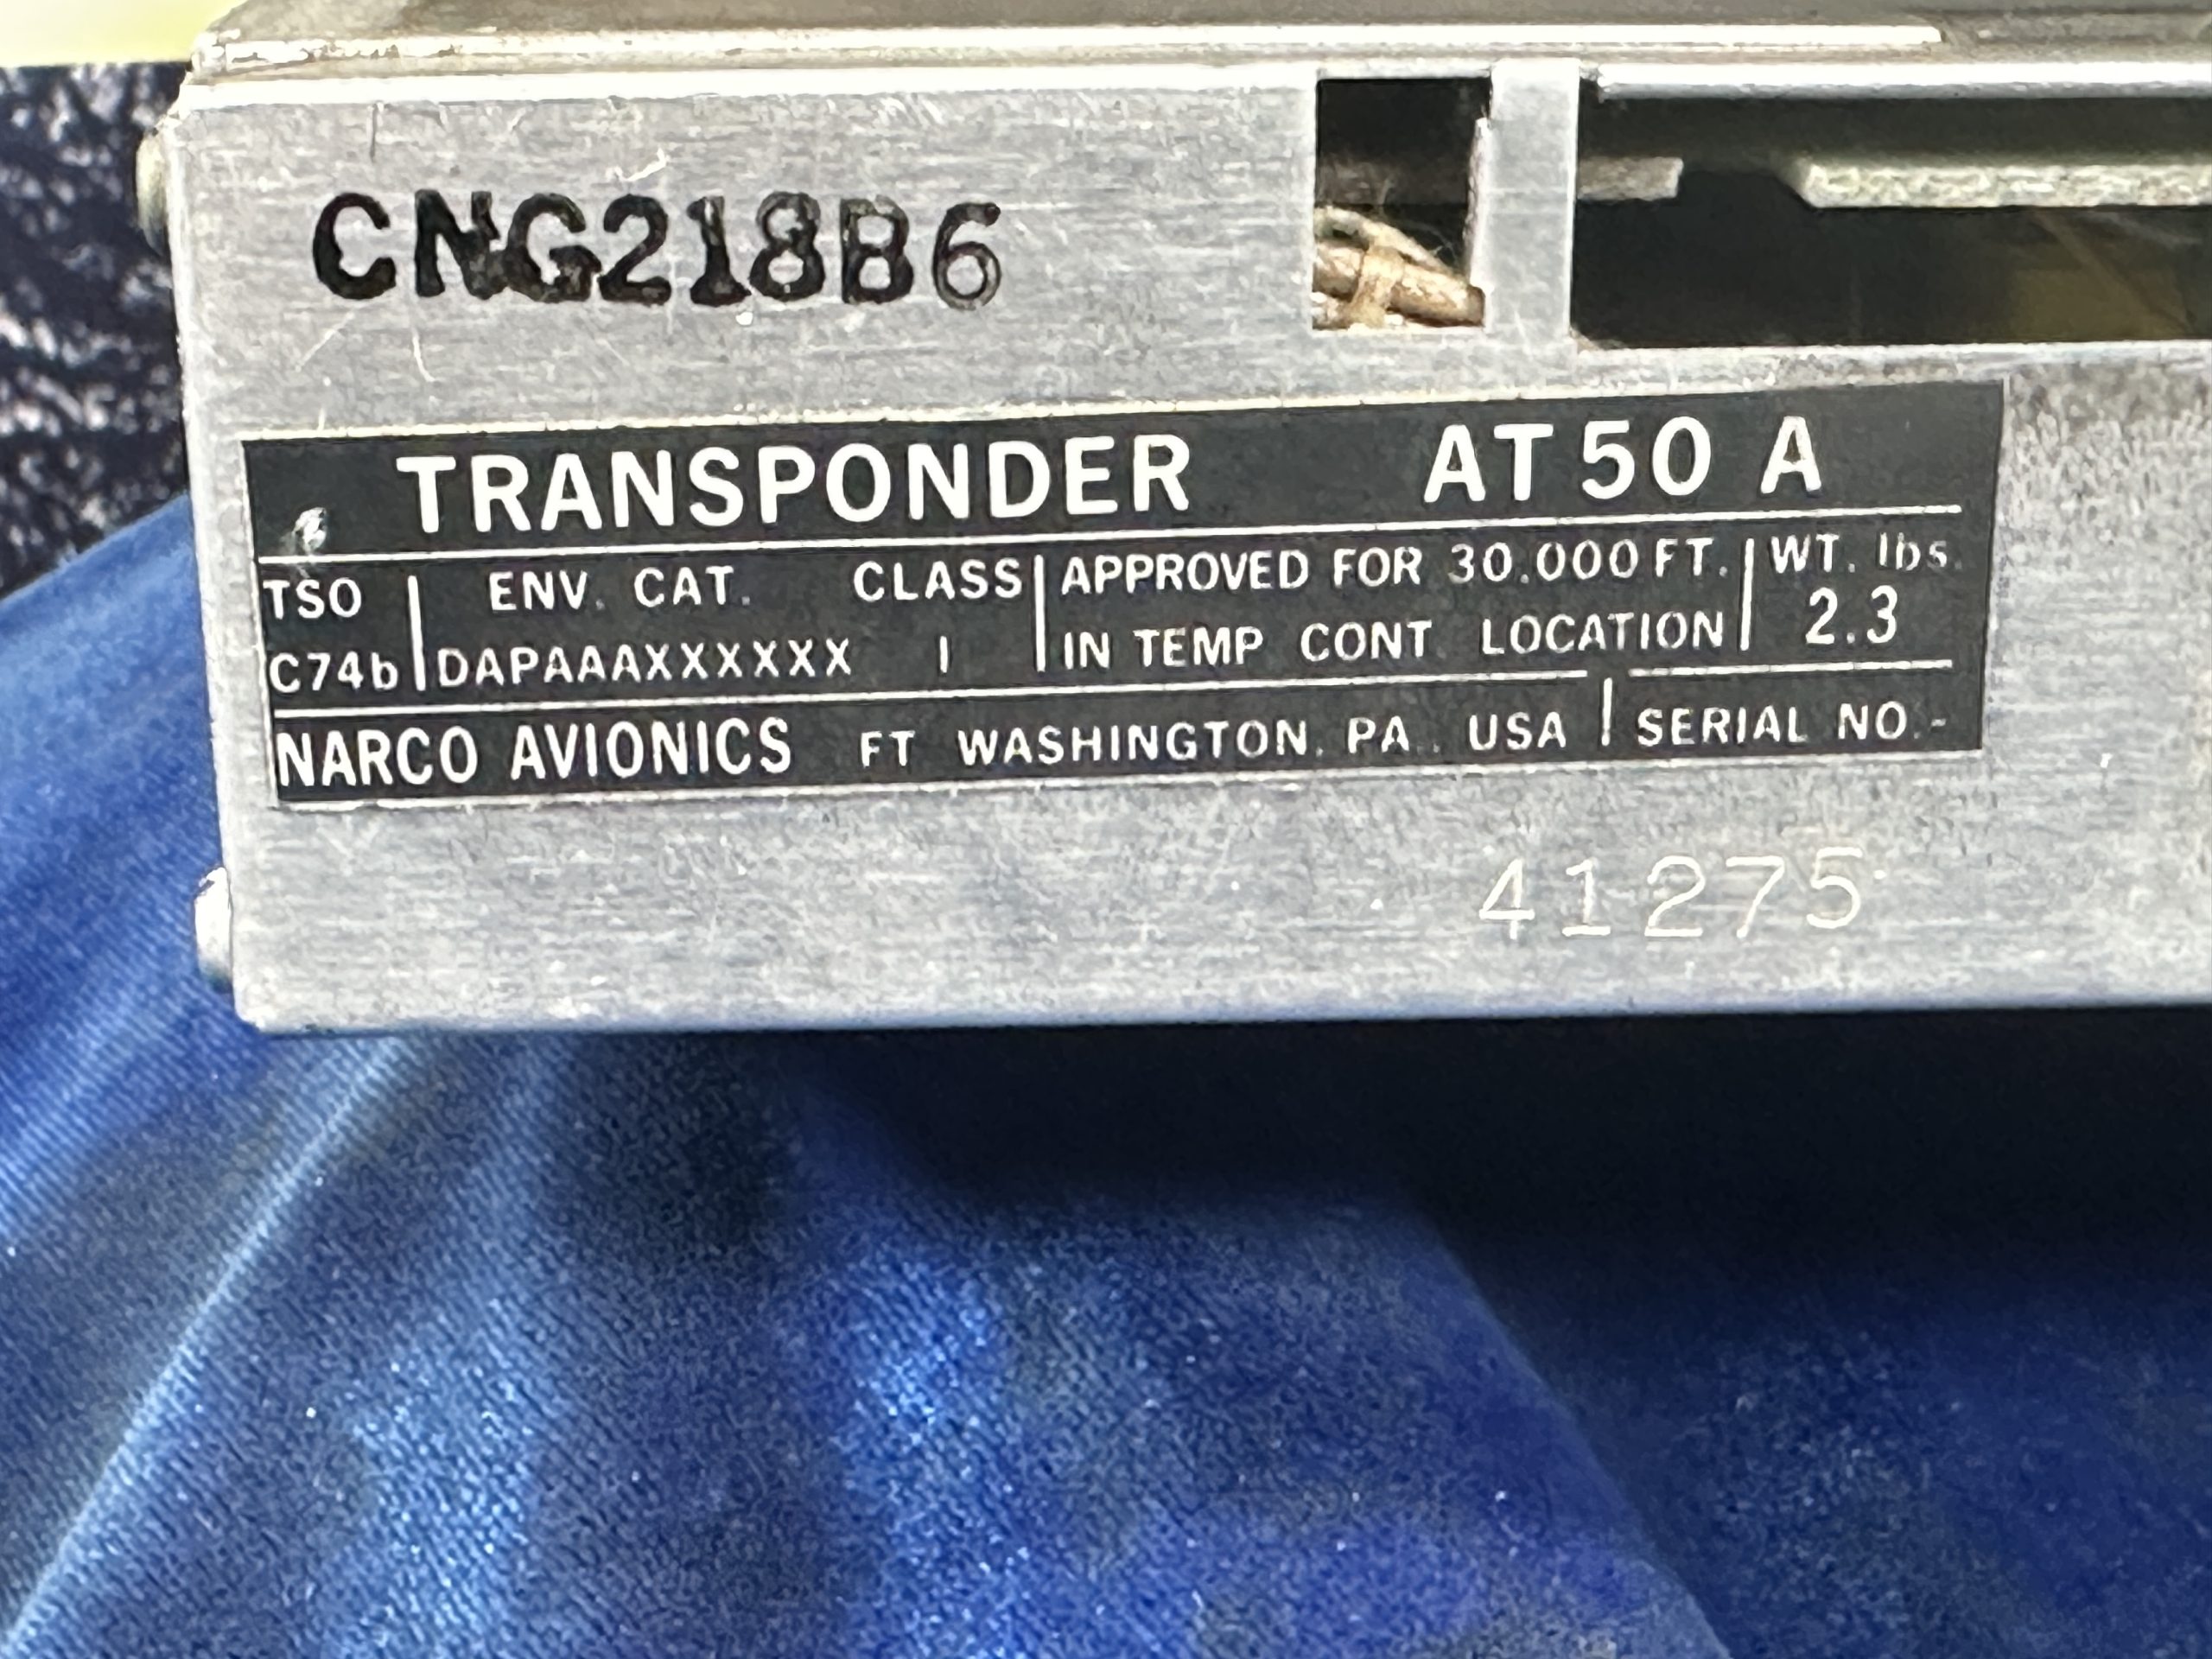 CNG218B6
TRANSPONDER AT50 A
TSO ENV. CAT. CLASS APPROVED FOR 30.000 FT. WT. lbs.
C74b DAPAAAXXXXXX I IN TEMP CONT LOCATION 2.3
NARCO AVIONICS FT WASHINGTON, PA., USA SERIAL NO.-
41275